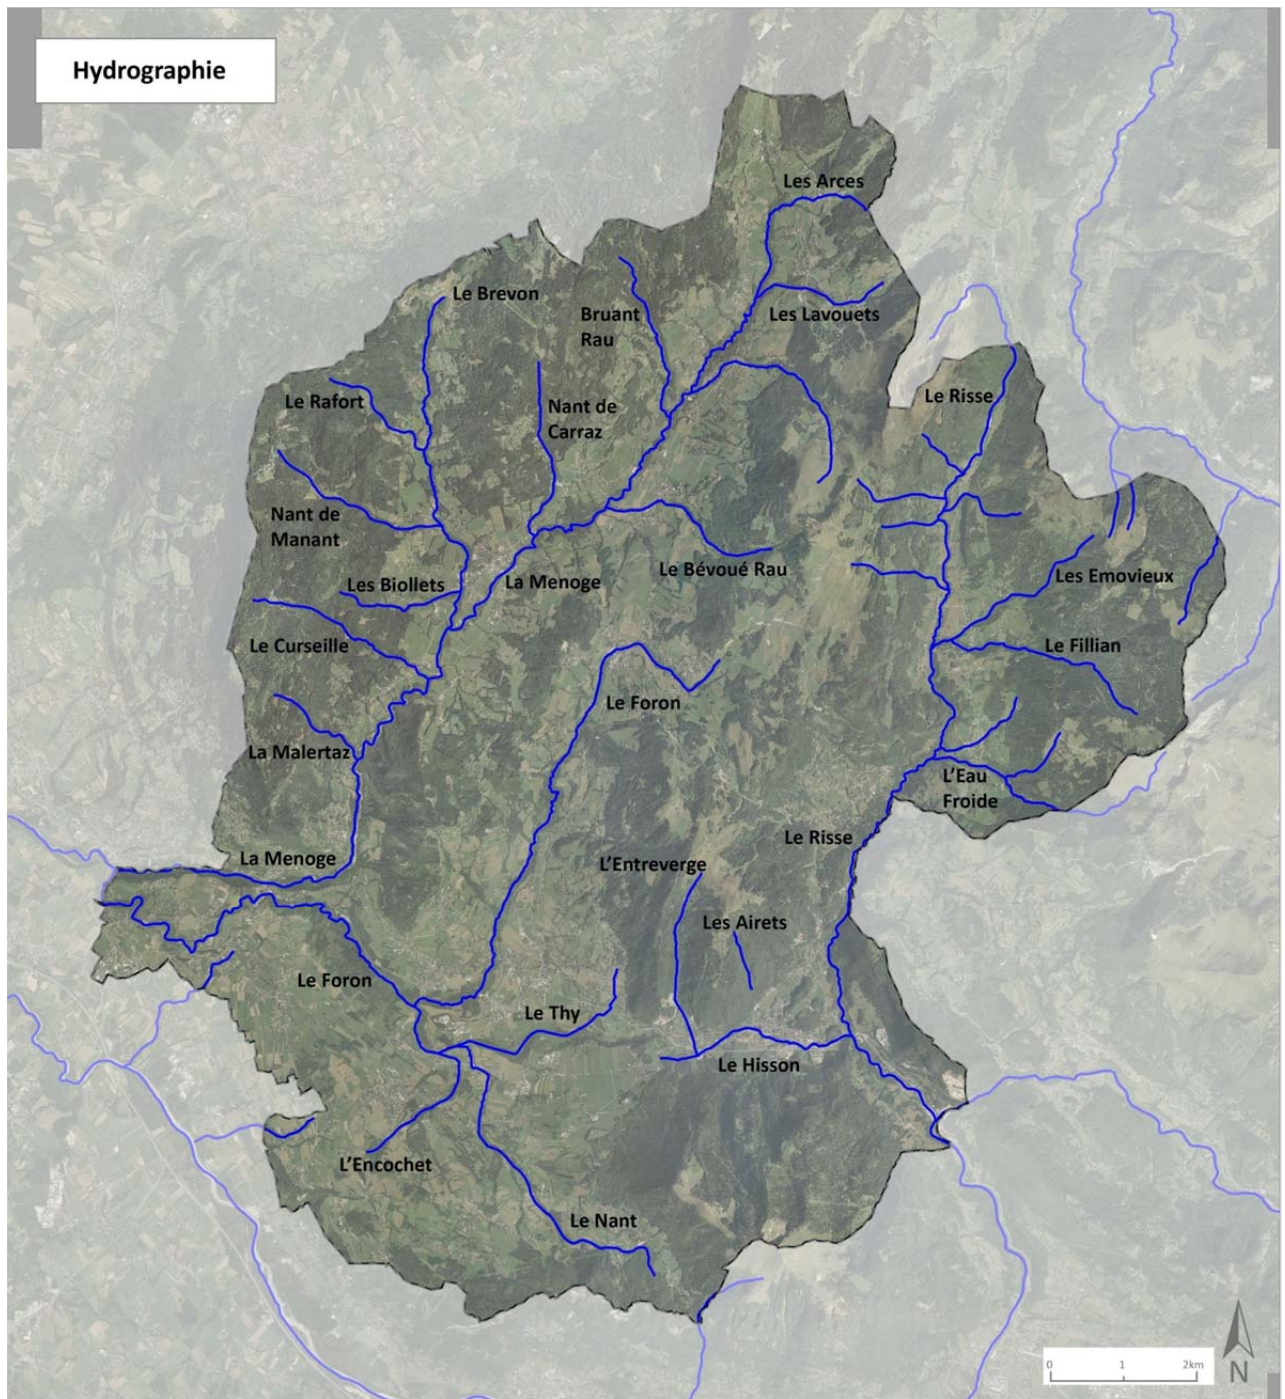 Hydrographie
Les Arces
Le Brevon
Bruant
Rau
Les Lavouets
Le Rafort
Nant de
Carraz
Le Risse
Nant de
Manant
Les Biollets
La Menoge
Le Bévoué Rau
Les Emovieux
Le Curseille
Le Fillian
Le Foron
La Malertaz
L'Eau
Froide
Le Risse
La Menoge
L'Entreverge
Les Airets
Le Foron
Le Thy
Le Hisson
L'Encochet
Le Nant
0 1 2km
N